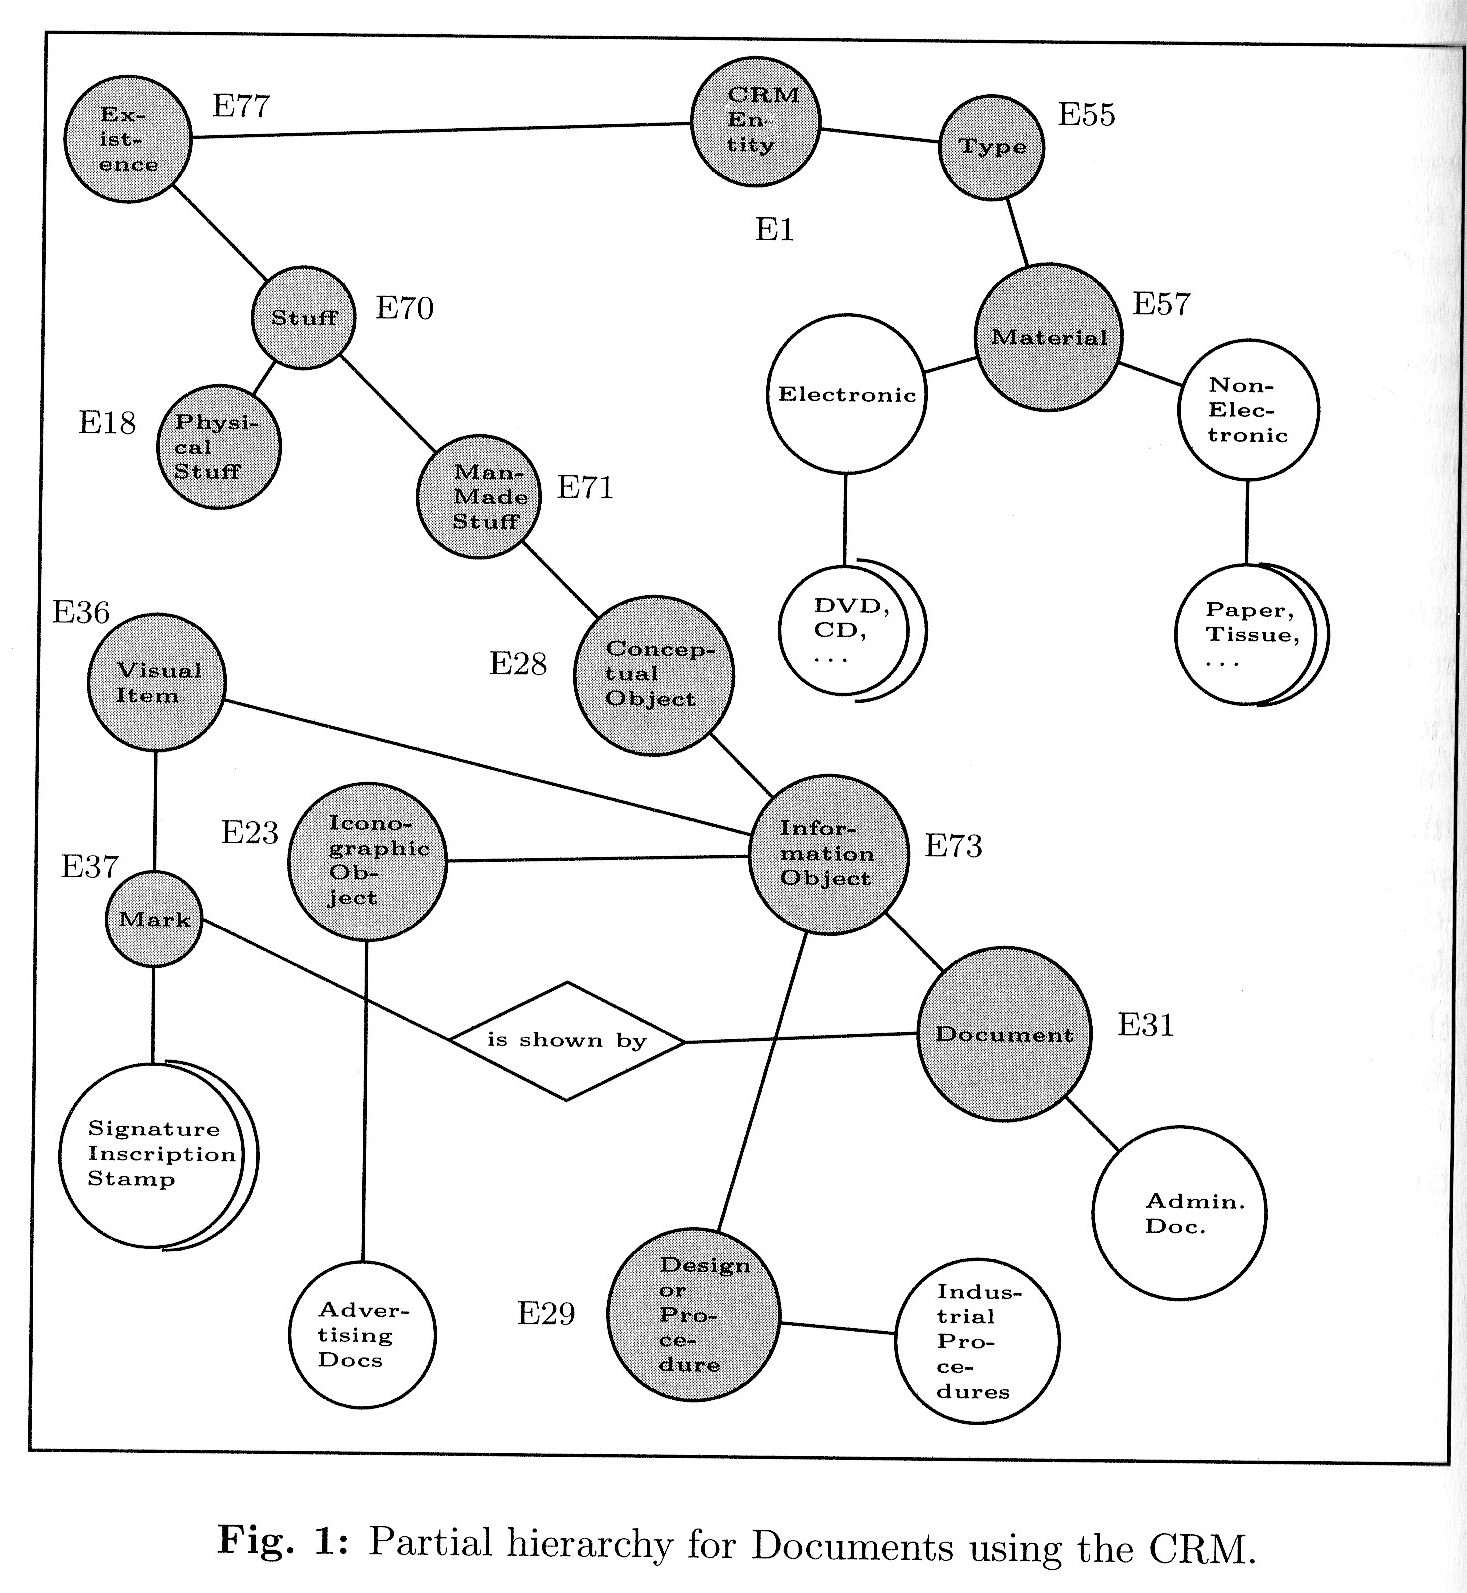 Ex-
ist-
ence
E77
CRM
En-
tity
E1
Type
E55
Stuff
E70
Material
E57
Electronic
Non-
Elec-
tronic
E18
Physi-
cal
Stuff
Man-
Made
Stuff
E71
DVD,
CD,
...
Paper,
Tissue,
...
E36
Visual
Item
E28
Concep-
tual
Object
E23
Icono-
graphic
Ob-
ject
Infor-
mation
Object
E73
E37
Mark
is shown by
Document
E31
Signature
Inscription
Stamp
Admin.
Doc.
Adver-
tising
Docs
E29
Design
or
Pro-
ce-
dure
Indus-
trial
Pro-
ce-
dures
Fig. 1: Partial hierarchy for Documents using the CRM.